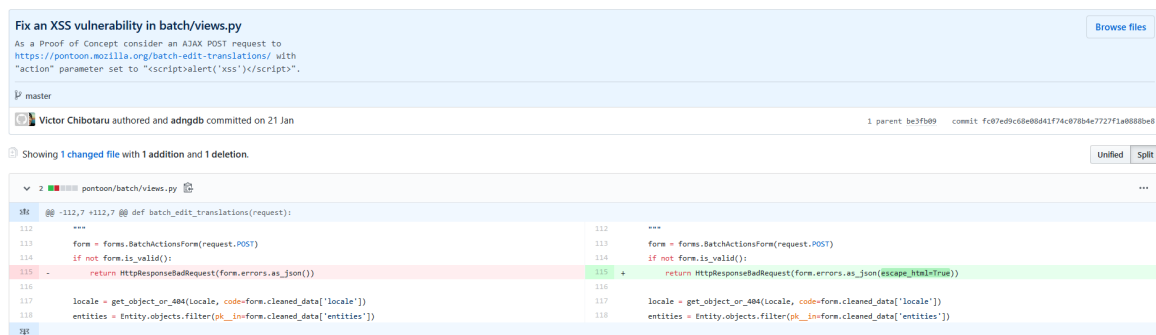 Fix an XSS vulnerability in batch/views.py
Browse files
As a Proof of Concept consider an AJAX POST request to
https://pontoon.mozilla.org/batch-edit-translations/ with
"action" parameter set to "<script>alert('xss')</script>".
master
Victor Chibotaru authored and adngdb committed on 21 Jan
1 parent be3fb09 commit fc07ed9c68e08d41f74c078b4e7727f1a0888be8
Showing 1 changed file with 1 addition and 1 deletion.
Unified Split
2 pontoon/batch/views.py
@@ -112,7 +112,7 @@ def batch_edit_translations(request):
112 """ 112 """
113 form = forms.BatchActionsForm(request.POST) 113 form = forms.BatchActionsForm(request.POST)
114 if not form.is_valid(): 114 if not form.is_valid():
115 - return HttpResponseBadRequest(form.errors.as_json()) 115 + return HttpResponseBadRequest(form.errors.as_json(escape_html=True))
116 116
117 locale = get_object_or_404(Locale, code=form.cleaned_data['locale']) 117 locale = get_object_or_404(Locale, code=form.cleaned_data['locale'])
118 entities = Entity.objects.filter(pk__in=form.cleaned_data['entities']) 118 entities = Entity.objects.filter(pk__in=form.cleaned_data['entities'])